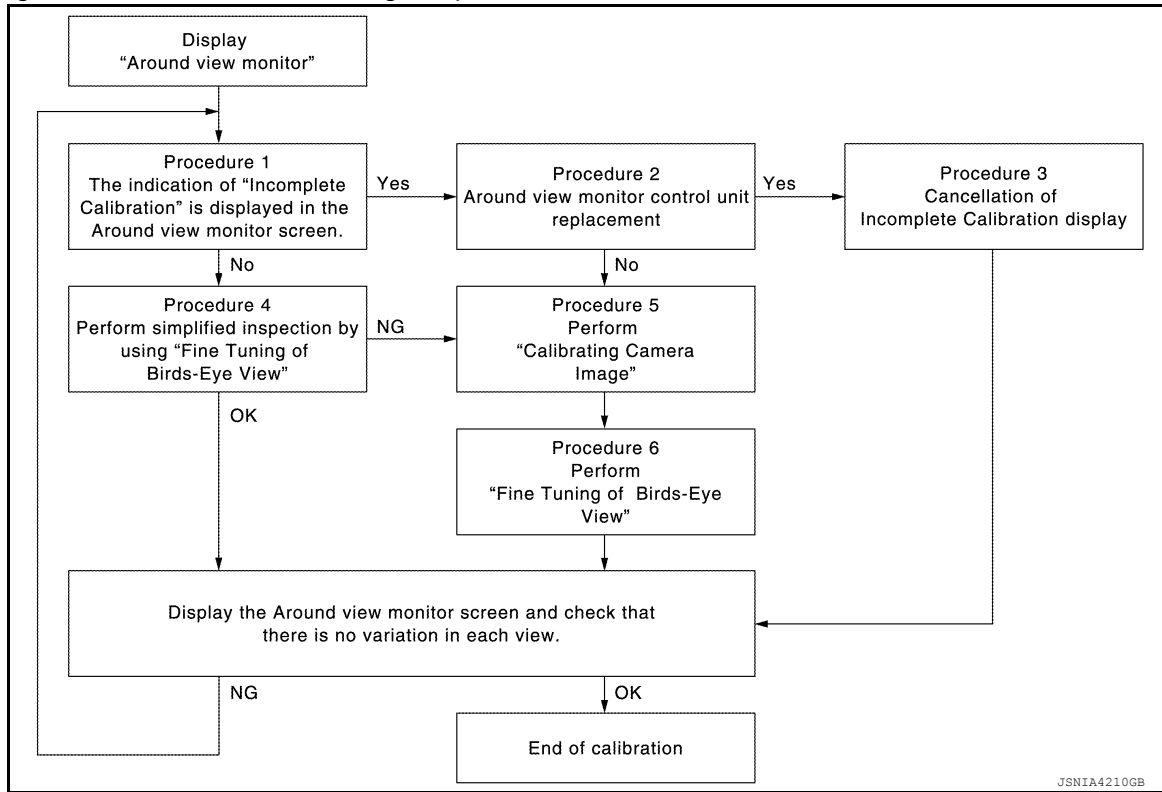 Display
“Around view monitor”
Procedure 1
The indication of “Incomplete
Calibration” is displayed in the
Around view monitor screen.
Yes
Procedure 2
Around view monitor control unit
replacement
Yes
Procedure 3
Cancellation of
Incomplete Calibration display
No
No
Procedure 4
Perform simplified inspection by
using “Fine Tuning of
Birds-Eye View”
NG
Procedure 5
Perform
“Calibrating Camera
Image”
OK
Procedure 6
Perform
“Fine Tuning of Birds-Eye
View”
Display the Around view monitor screen and check that
there is no variation in each view.
NG
OK
End of calibration
JSNIA4210GB